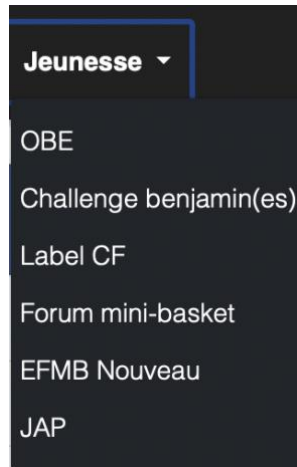 Jeunesse
OBE
Challenge benjamin(es)
Label CF
Forum mini-basket
EFMB Nouveau
JAP